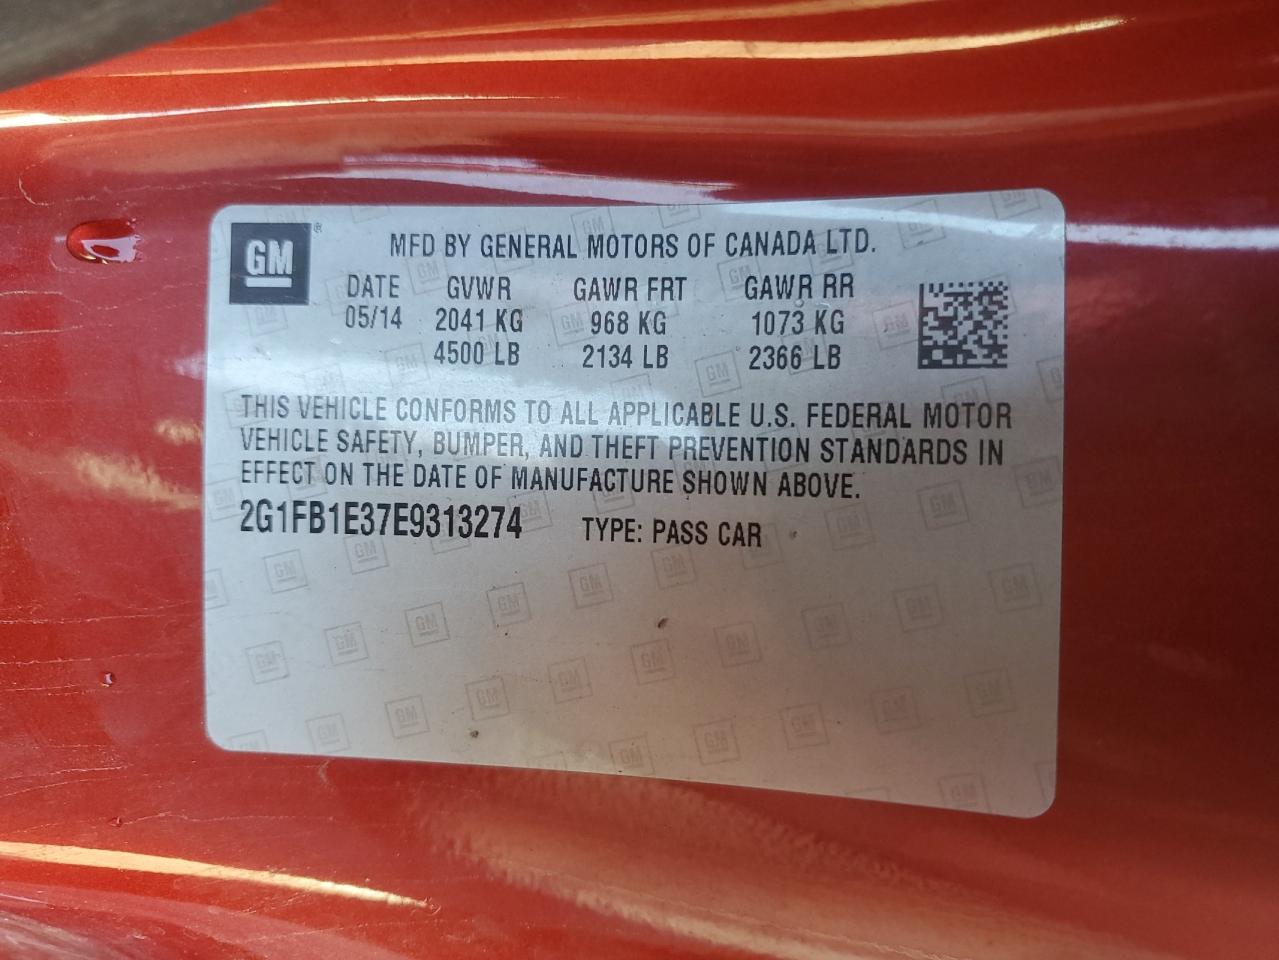 GM®
MFD BY GENERAL MOTORS OF CANADA LTD.
DATE GVWR GAWR FRT GAWR RR
05/14 2041 KG 968 KG 1073 KG
4500 LB 2134 LB 2366 LB
THIS VEHICLE CONFORMS TO ALL APPLICABLE U.S. FEDERAL MOTOR
VEHICLE SAFETY, BUMPER, AND THEFT PREVENTION STANDARDS IN
EFFECT ON THE DATE OF MANUFACTURE SHOWN ABOVE.
2G1FB1E37E9313274 TYPE: PASS CAR